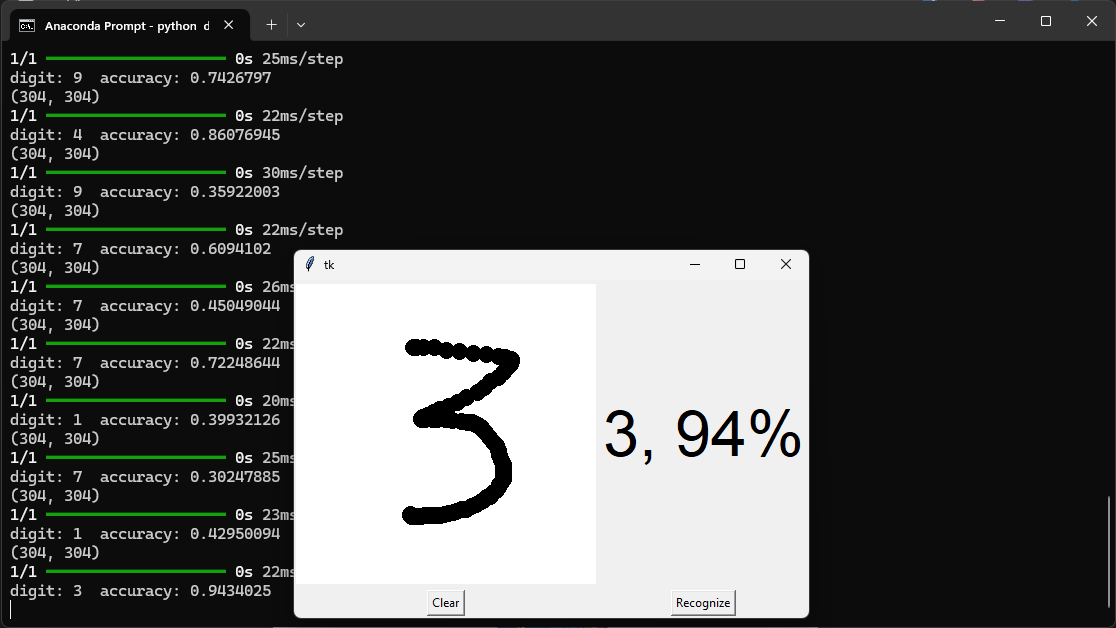 Anaconda Prompt - python d
1/1 0s 25ms/step
digit: 9 accuracy: 0.7426797
(304, 304)
1/1 0s 22ms/step
digit: 4 accuracy: 0.86076945
(304, 304)
1/1 0s 30ms/step
digit: 9 accuracy: 0.35922003
(304, 304)
1/1 0s 22ms/step
digit: 7 accuracy: 0.6094102
(304, 304)
1/1 0s 26ms
digit: 7 accuracy: 0.45049044
(304, 304)
1/1 0s 22ms
digit: 7 accuracy: 0.72248644
(304, 304)
1/1 0s 20ms
digit: 1 accuracy: 0.39932126
(304, 304)
1/1 0s 25ms
digit: 7 accuracy: 0.30247885
(304, 304)
1/1 0s 23ms
digit: 1 accuracy: 0.42950094
(304, 304)
1/1 0s 22ms
digit: 3 accuracy: 0.9434025
tk
3
3, 94%
Clear
Recognize